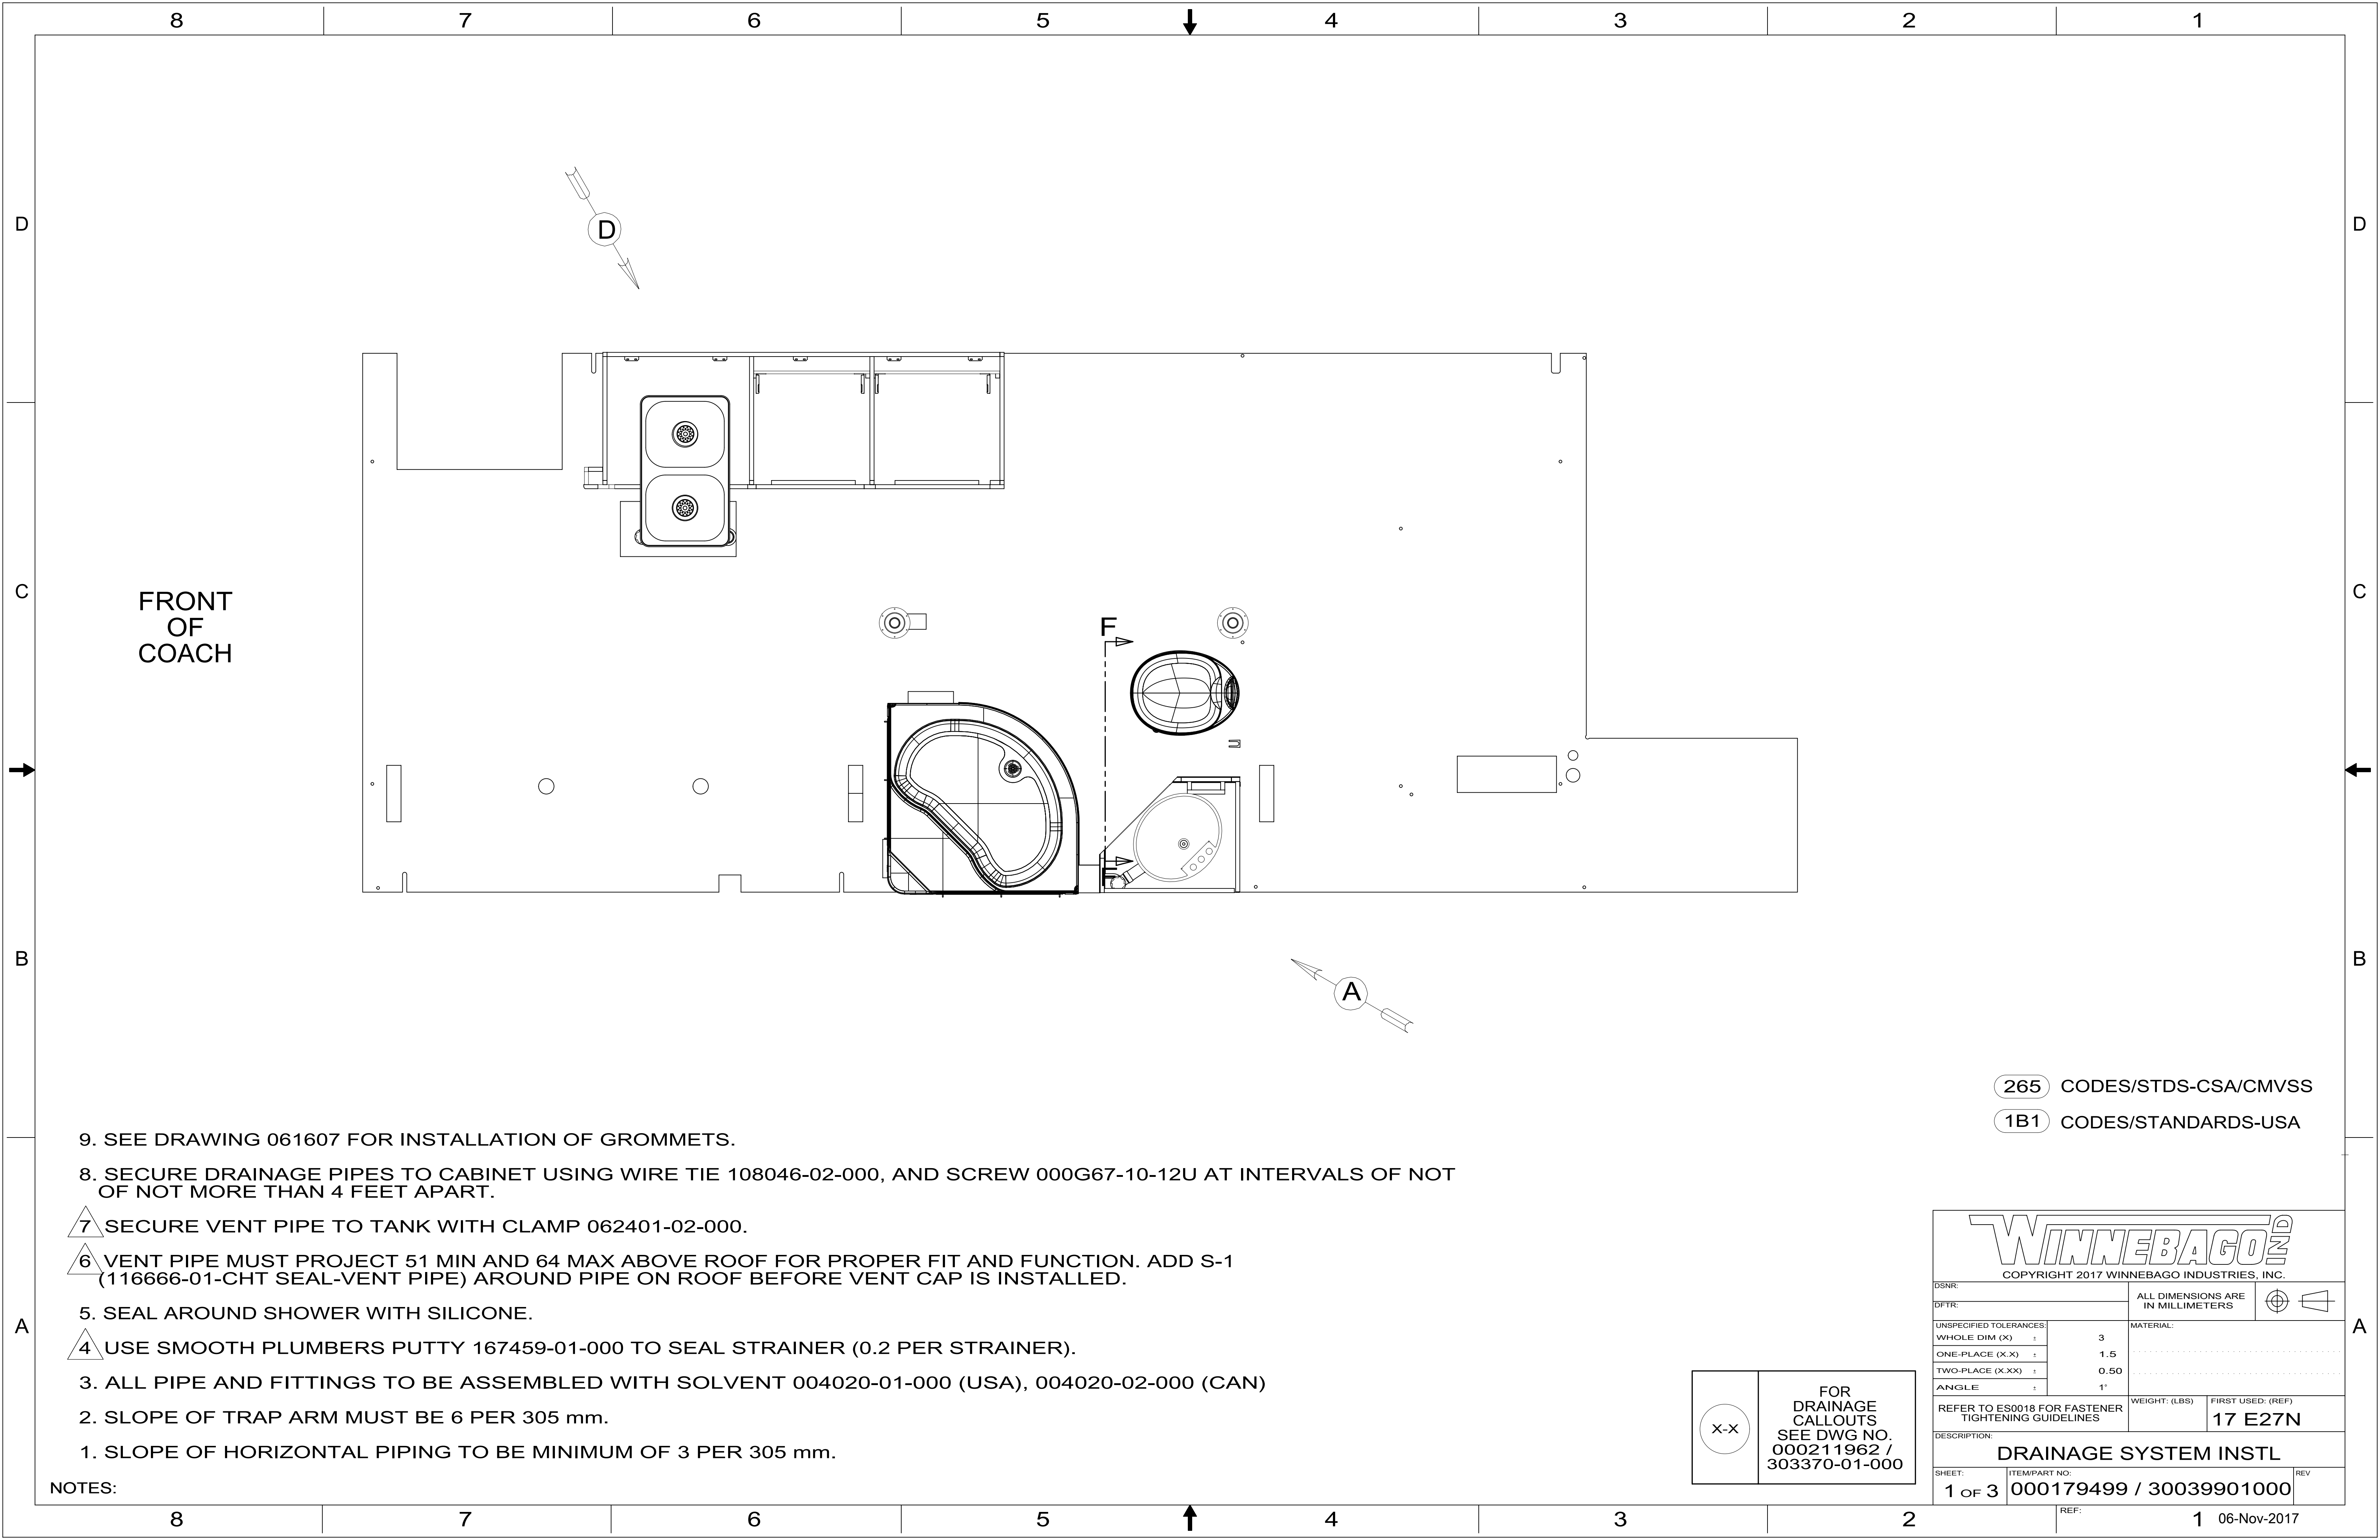 8 7 6 5 4 3 2 1
D D
D
C C
FRONT
OF
COACH
F
F
B B
A
265 CODES/STDS-CSA/CMVSS
1B1 CODES/STANDARDS-USA
9. SEE DRAWING 061607 FOR INSTALLATION OF GROMMETS.
8. SECURE DRAINAGE PIPES TO CABINET USING WIRE TIE 108046-02-000, AND SCREW 000G67-10-12U AT INTERVALS OF NOT
OF NOT MORE THAN 4 FEET APART.
7 SECURE VENT PIPE TO TANK WITH CLAMP 062401-02-000.
6 VENT PIPE MUST PROJECT 51 MIN AND 64 MAX ABOVE ROOF FOR PROPER FIT AND FUNCTION. ADD S-1
(116666-01-CHT SEAL-VENT PIPE) AROUND PIPE ON ROOF BEFORE VENT CAP IS INSTALLED.
5. SEAL AROUND SHOWER WITH SILICONE.
4 USE SMOOTH PLUMBERS PUTTY 167459-01-000 TO SEAL STRAINER (0.2 PER STRAINER).
3. ALL PIPE AND FITTINGS TO BE ASSEMBLED WITH SOLVENT 004020-01-000 (USA), 004020-02-000 (CAN)
2. SLOPE OF TRAP ARM MUST BE 6 PER 305 mm.
1. SLOPE OF HORIZONTAL PIPING TO BE MINIMUM OF 3 PER 305 mm.
NOTES:
A A
X-X
FOR
DRAINAGE
CALLOUTS
SEE DWG NO.
000211962 /
303370-01-000
WINNEBAGO IND
COPYRIGHT 2017 WINNEBAGO INDUSTRIES, INC.
DSNR:
DFTR:
ALL DIMENSIONS ARE
IN MILLIMETERS
UNSPECIFIED TOLERANCES:
WHOLE DIM (X) ± 3
ONE-PLACE (X.X) ± 1.5
TWO-PLACE (X.XX) ± 0.50
ANGLE ± 1°
MATERIAL:
REFER TO ES0018 FOR FASTENER
TIGHTENING GUIDELINES
WEIGHT: (LBS)
FIRST USED: (REF)
17 E27N
DESCRIPTION:
DRAINAGE SYSTEM INSTL
SHEET:
1 OF 3
ITEM/PART NO:
000179499 / 30039901000
REV
REF:
06-Nov-2017
8 7 6 5 4 3 2 1